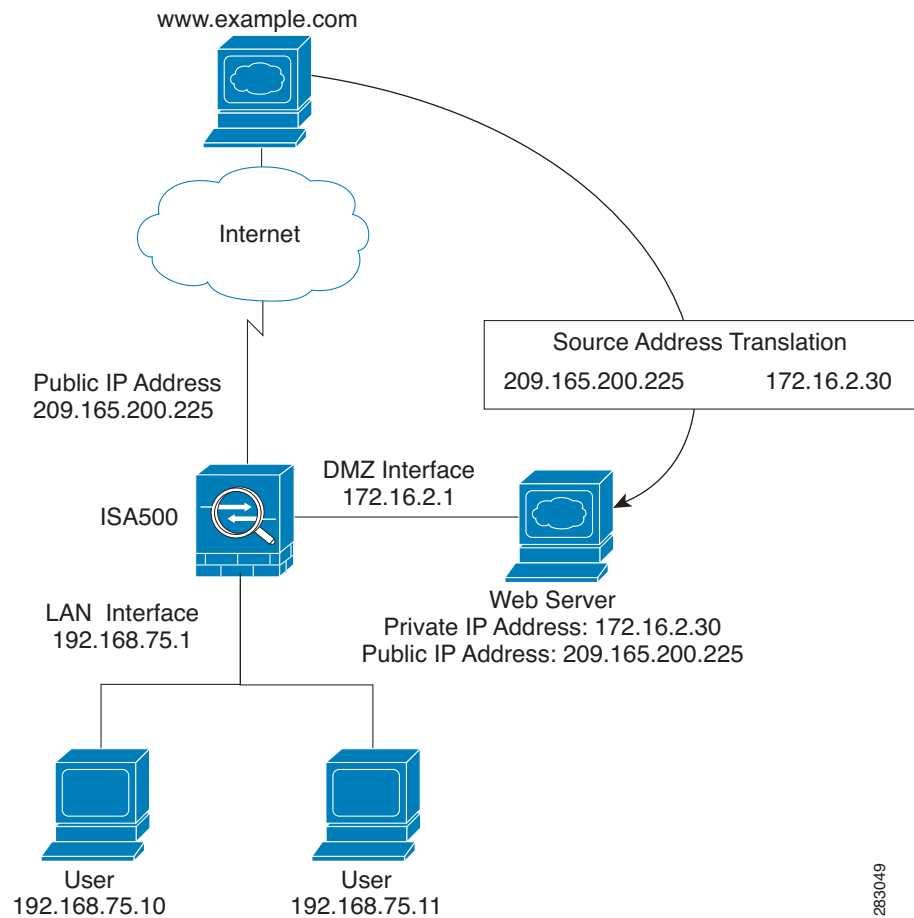 www.example.com
Internet
Source Address Translation
209.165.200.225 172.16.2.30
Public IP Address
209.165.200.225
DMZ Interface
172.16.2.1
ISA500
Web Server
Private IP Address: 172.16.2.30
Public IP Address: 209.165.200.225
LAN Interface
192.168.75.1
User
192.168.75.10
User
192.168.75.11
283049